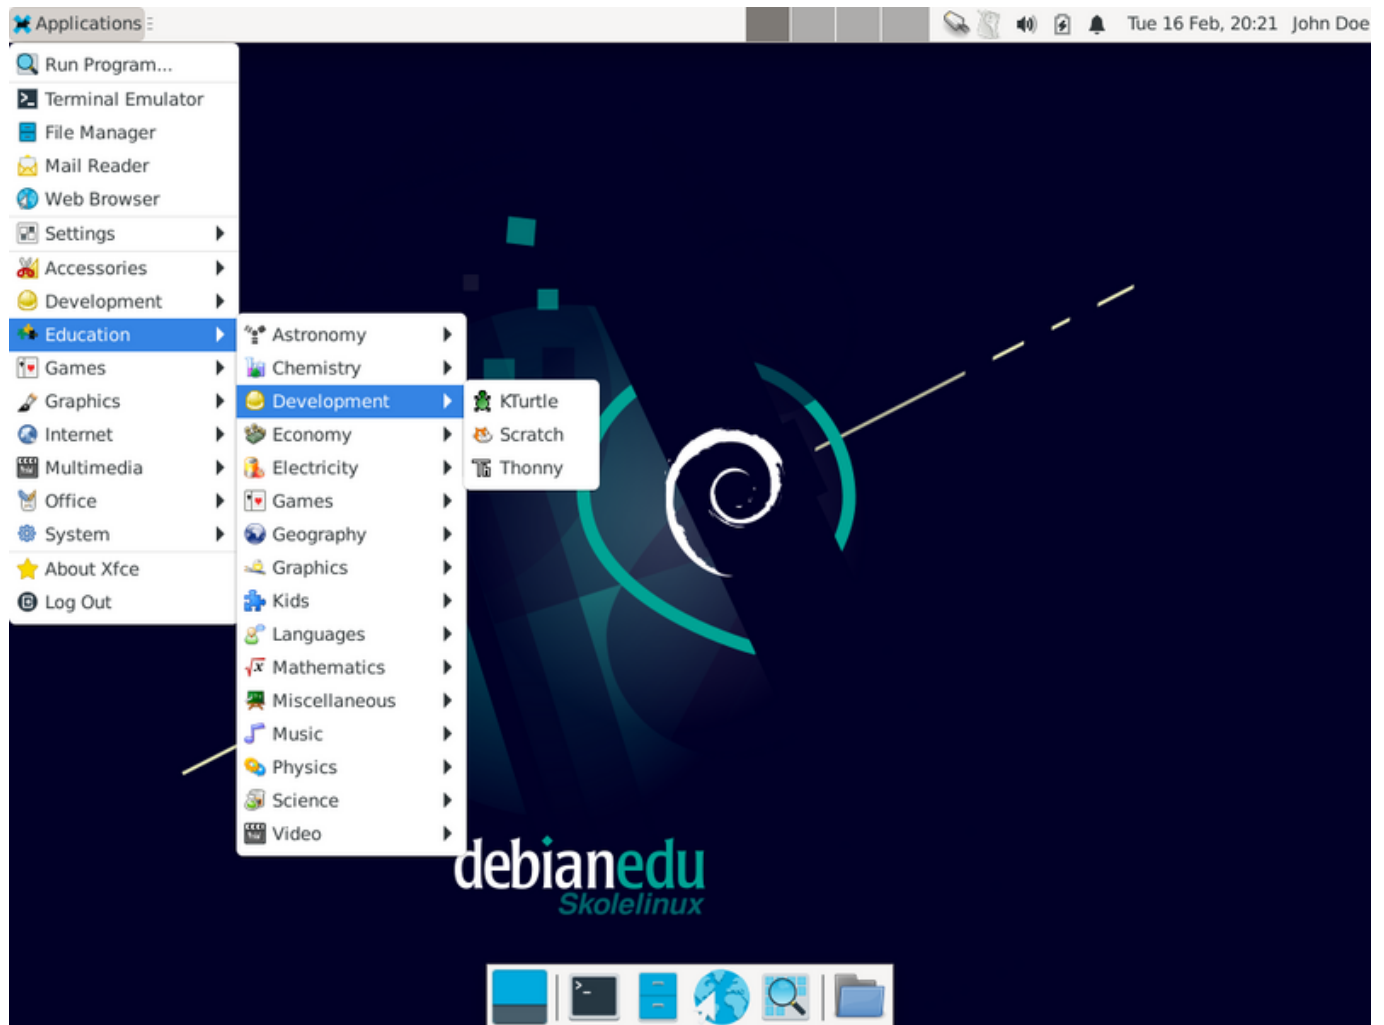 Applications
Tue 16 Feb, 20:21 John Doe
Run Program...
Terminal Emulator
File Manager
Mail Reader
Web Browser
Settings
Accessories
Development
Education
Games
Graphics
Internet
Multimedia
Office
System
About Xfce
Log Out
Astronomy
Chemistry
Development
Economy
Electricity
Games
Geography
Graphics
Kids
Languages
Mathematics
Miscellaneous
Music
Physics
Science
Video
KTurtle
Scratch
Thonny
debianedu
Skolelinux